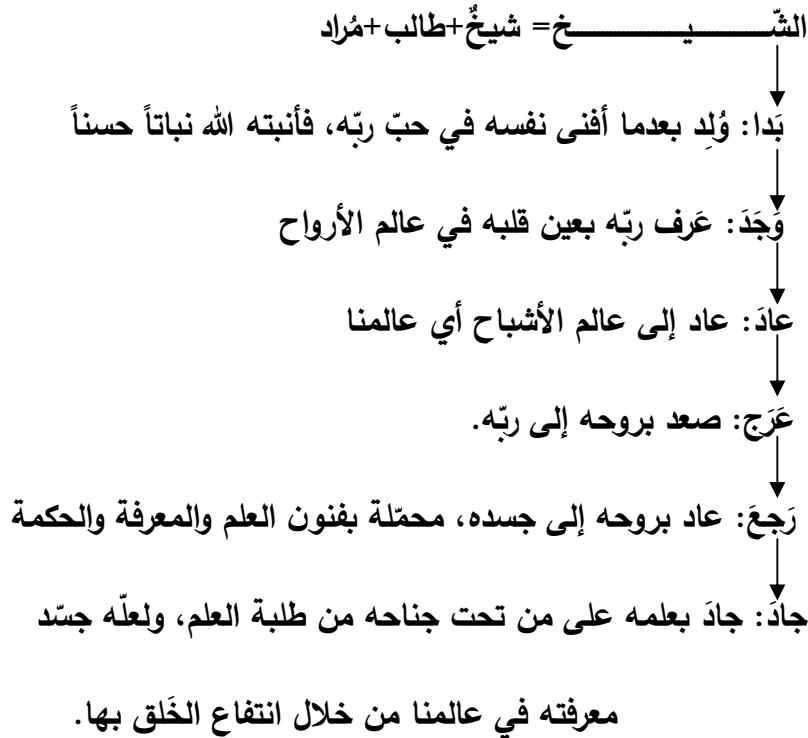 الشّـــــــيـــــــــخ= شيخٌ+طالب+مُراد
بَدا: وُلِد بعدما أفنى نفسه في حبّ ربّه، فأنبته الله نباتاً حسناً
وَجَدَ: عَرف ربّه بعين قلبه في عالم الأرواح
عادَ: عاد إلى عالم الأشباح أي عالمنا
عَرَج: صعد بروحه إلى ربّه.
رَجعَ: عاد بروحه إلى جسده، محمّلة بفنون العلم والمعرفة والحكمة
جادَ: جادَ بعلمه على من تحت جناحه من طلبة العلم، ولعلّه جسّد
معرفته في عالمنا من خلال انتفاع الخَلق بها.